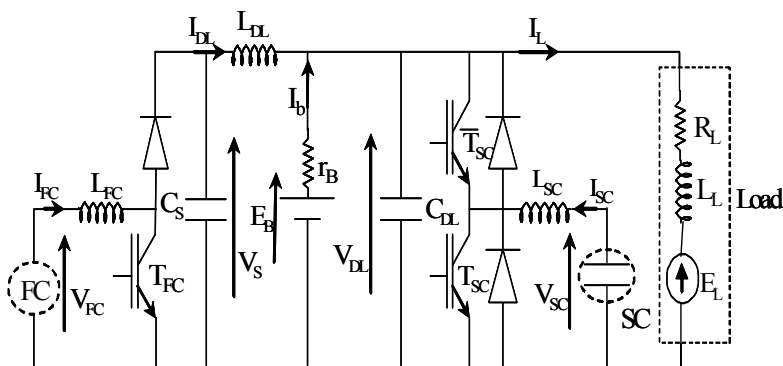 I_DL
L_DL
I_L
I_b
T̅_SC
R_L
r_B
L_SC
I_SC
I_FC
L_FC
C_S
L_L
Load
E_B
C_DL
V_S
V_DL
T_FC
T_SC
V_SC
FC
V_FC
SC
E_L